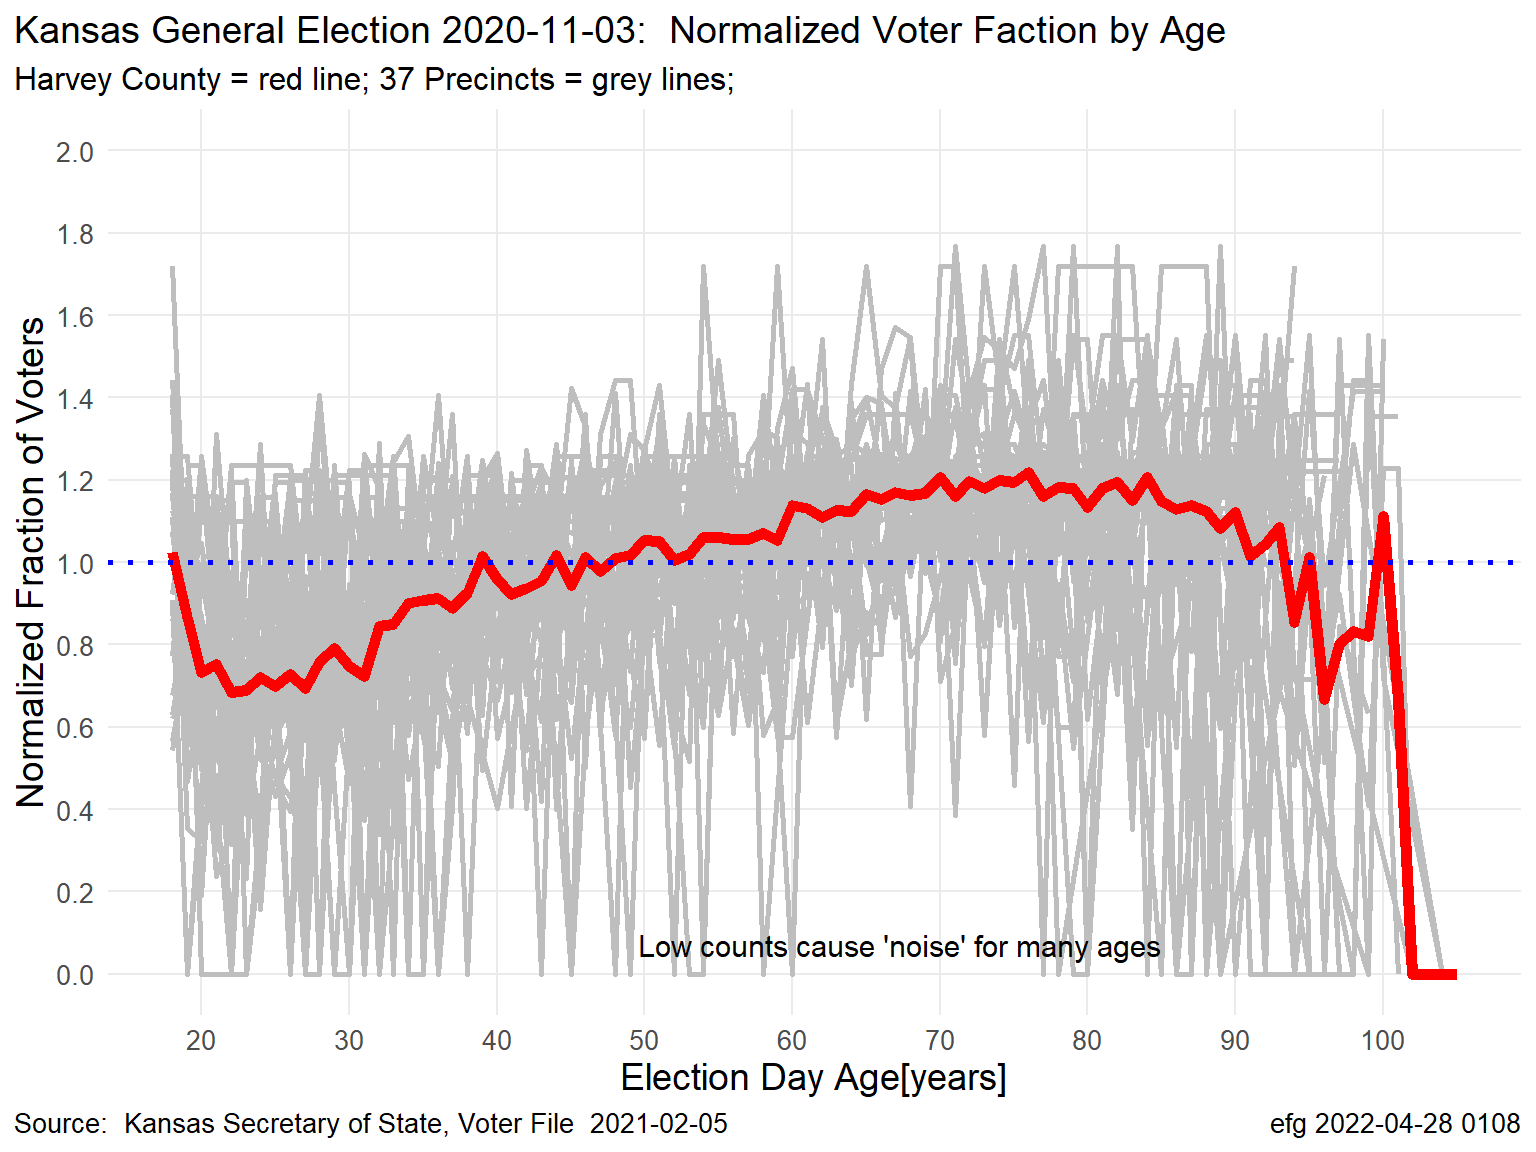 Kansas General Election 2020-11-03:  Normalized Voter Faction by Age
Harvey County = red line; 37 Precincts = grey lines;
Normalized Fraction of Voters
2.0
1.8
1.6
1.4
1.2
1.0
0.8
0.6
0.4
0.2
0.0
Low counts cause 'noise' for many ages
20 30 40 50 60 70 80 90 100
Election Day Age[years]
Source:  Kansas Secretary of State, Voter File  2021-02-05
efg 2022-04-28 0108